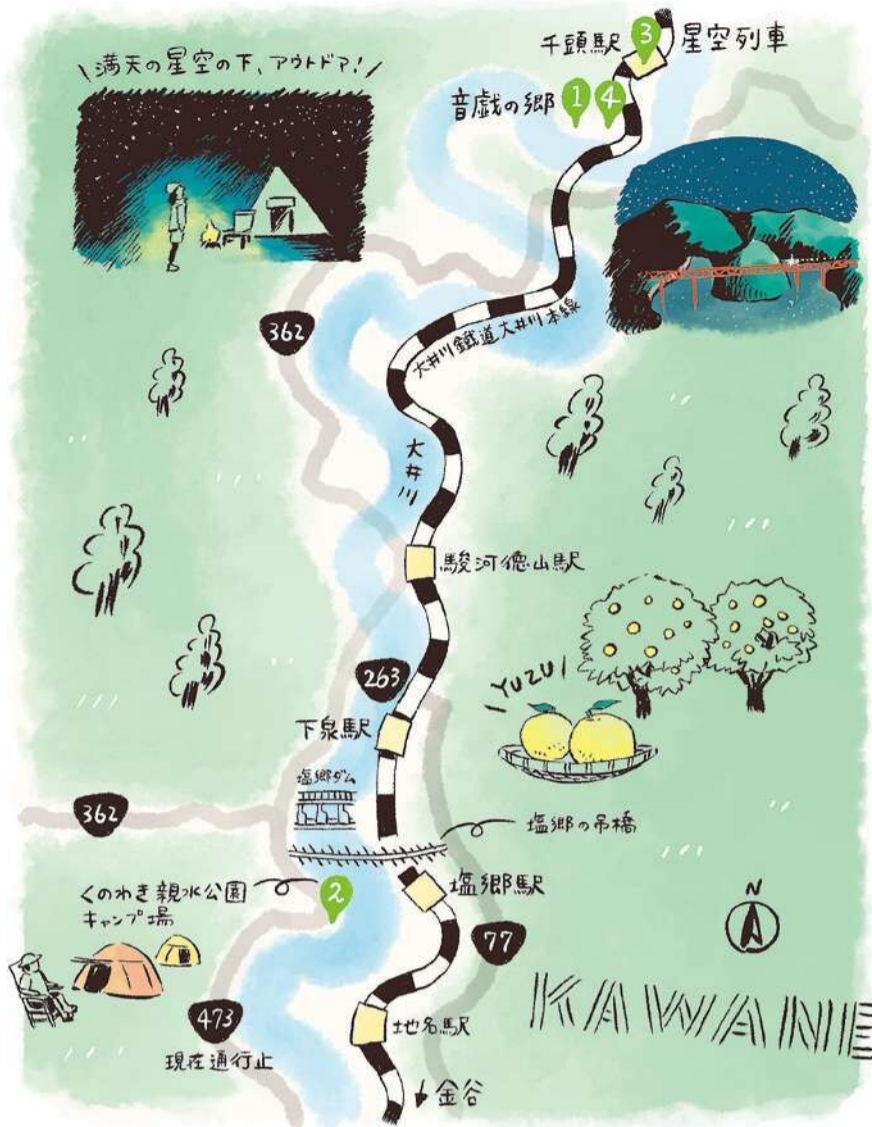 \満天の星空の下、アウトドア!/
千頭駅
3
星空列車
音戯の郷
1
4
362
大井川鐵道大井川本線
大井川
駿河徳山駅
263
YUZU
下泉駅
塩郷ダム
362
塩郷の吊橋
くのわき親水公園
キャンプ場
2
塩郷駅
N
77
KAWANE
473
現在通行止
地名駅
↓金谷